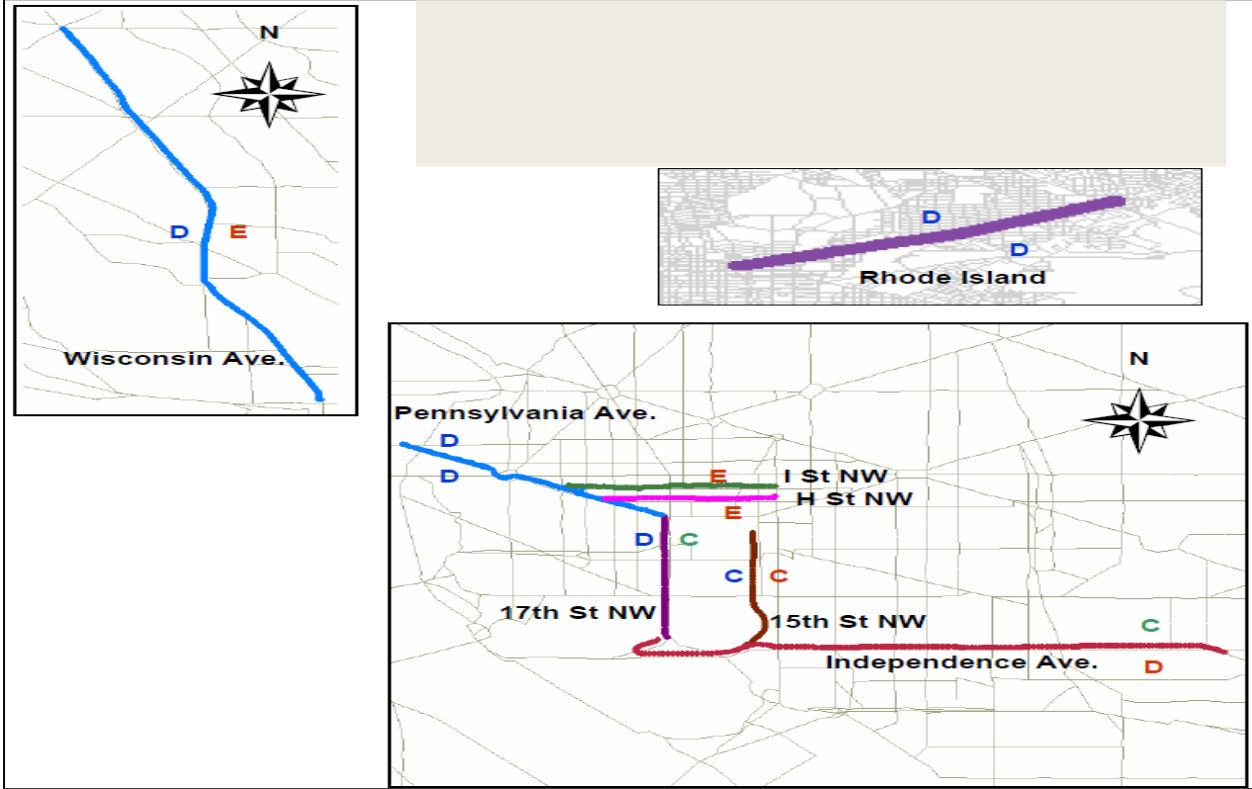 N
D E
Wisconsin Ave.
D
D
Rhode Island
N
Pennsylvania Ave.
D
D
E I St NW
H St NW
E
D C
C C
17th St NW
15th St NW
C
Independence Ave.
D